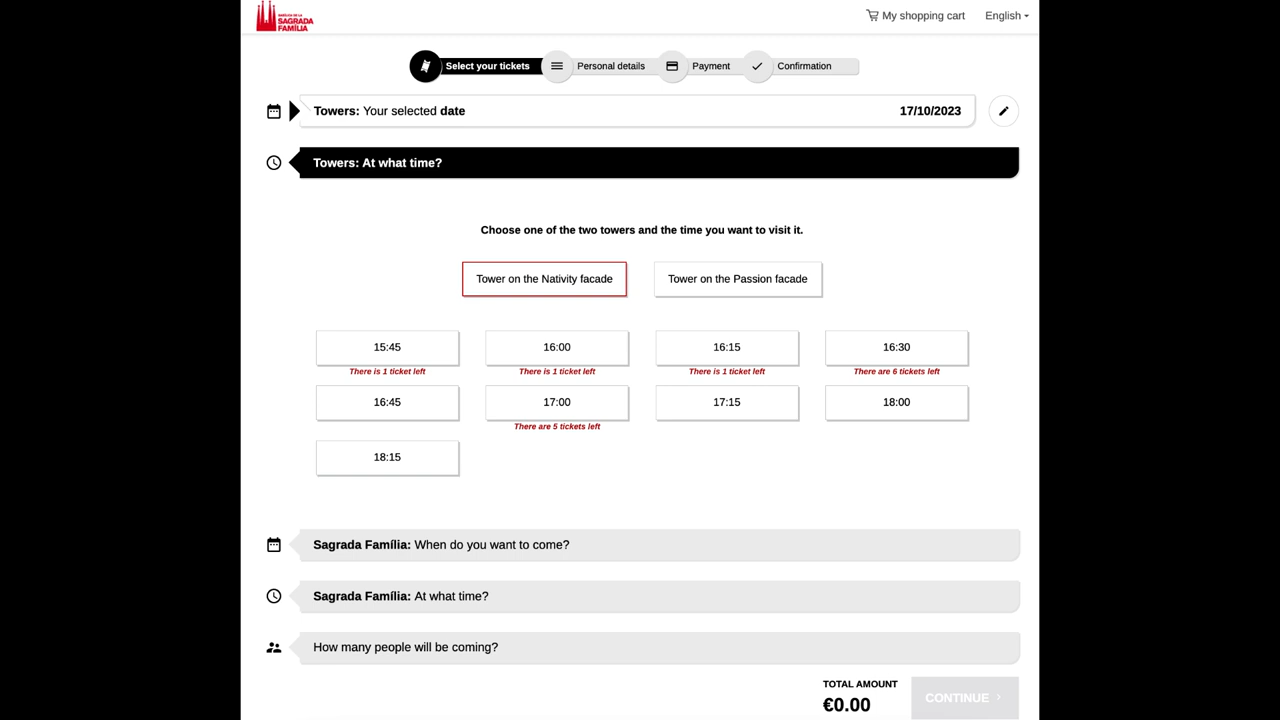 BASÍLICA DE LA
SAGRADA
FAMÍLIA
My shopping cart
English
Select your tickets
Personal details
Payment
Confirmation
Towers: Your selected date
17/10/2023
Towers: At what time?
Choose one of the two towers and the time you want to visit it.
Tower on the Nativity facade
Tower on the Passion facade
15:45
16:00
16:15
16:30
There is 1 ticket left
There is 1 ticket left
There is 1 ticket left
There are 6 tickets left
16:45
17:00
17:15
18:00
There are 5 tickets left
18:15
Sagrada Família: When do you want to come?
Sagrada Família: At what time?
How many people will be coming?
TOTAL AMOUNT
€0.00
CONTINUE